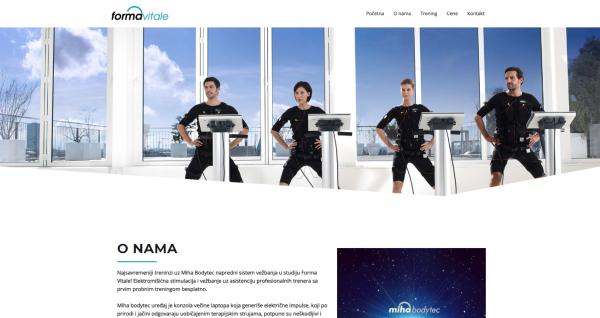 formavitale
Početna O nama Trening Cene Kontakt
O NAMA
Najsavremeniji treninzi uz Miha Bodytec napredni sistem vežbanja u studiju Forma
Vitale! Elektromišićna stimulacija i vežbanje uz asistenciju profesionalnih trenera sa
prvim probnim treningom besplatno.
miha bodytec
Miha bodytec uređaj je konzola večine laptopa koja generiše električne impulse, koji po
prirodi i jačini odgovaraju uobičajenim terapijskim strujama, potpuno su neškodljivi i